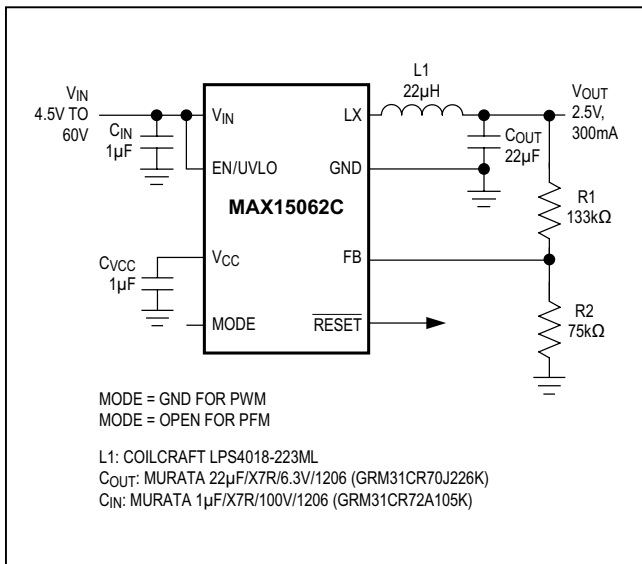 VIN
4.5V TO
60V
CIN
1µF
VIN
EN/UVLO
MAX15062C
VCC
CVCC
1µF
MODE
LX
GND
FB
RESET
L1
22µH
COUT
22µF
VOUT
2.5V,
300mA
R1
133kΩ
R2
75kΩ
MODE = GND FOR PWM
MODE = OPEN FOR PFM
L1: COILCRAFT LPS4018-223ML
COUT: MURATA 22µF/X7R/6.3V/1206 (GRM31CR70J226K)
CIN: MURATA 1µF/X7R/100V/1206 (GRM31CR72A105K)